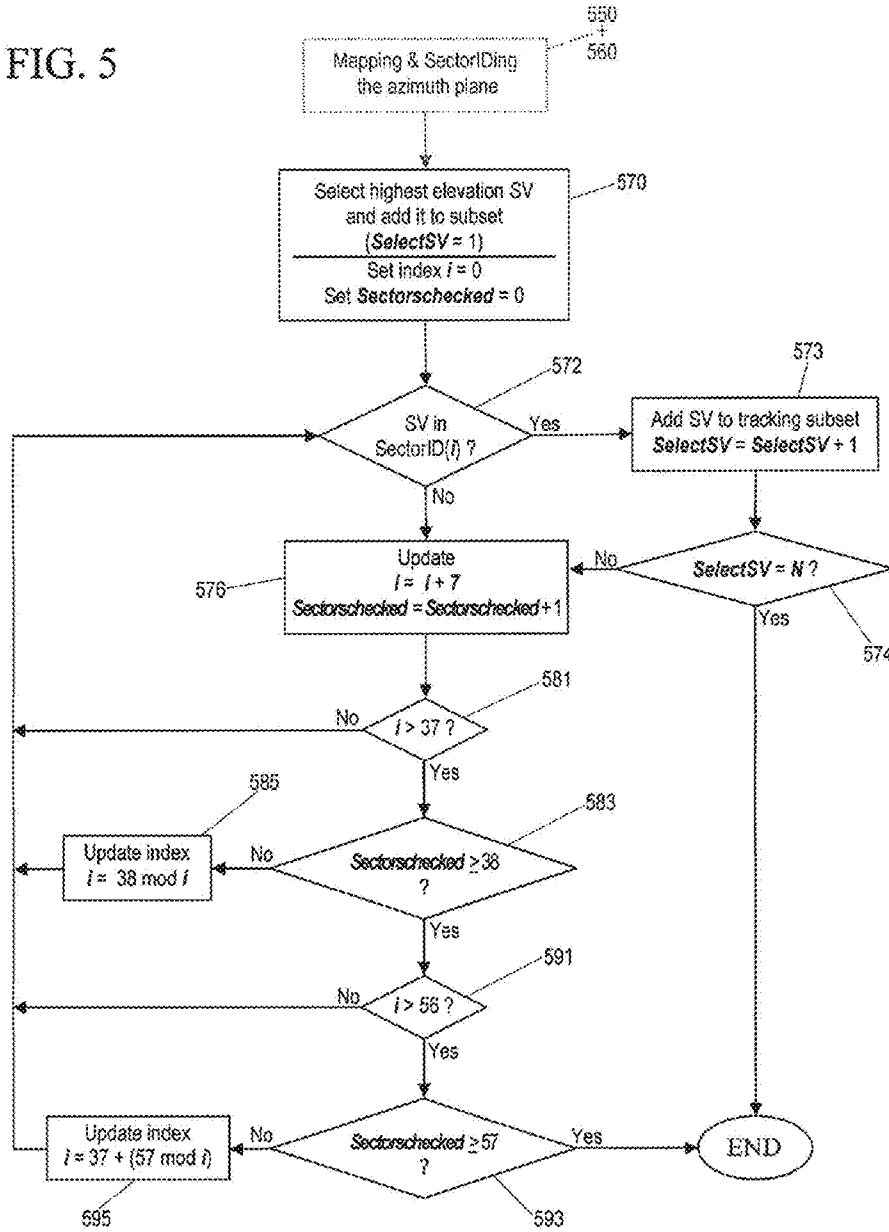 FIG. 5
550
+
560
Mapping & SectorIDing
the azimuth plane
570
Select highest elevation SV
and add it to subset
(SelectSV = 1)
Set index i = 0
Set Sectorschecked = 0
572
SV in
SectorID(i) ?
Yes
No
573
Add SV to tracking subset
SelectSV = SelectSV + 1
574
SelectSV = N ?
No
Yes
576
Update
i = i + 7
Sectorschecked = Sectorschecked + 1
581
i > 37 ?
No
Yes
583
Sectorschecked ≥ 38
?
No
Yes
585
Update index
i = 38 mod i
591
i > 56 ?
No
Yes
593
Sectorschecked ≥ 57
?
No
Yes
595
Update index
i = 37 + (57 mod i)
END